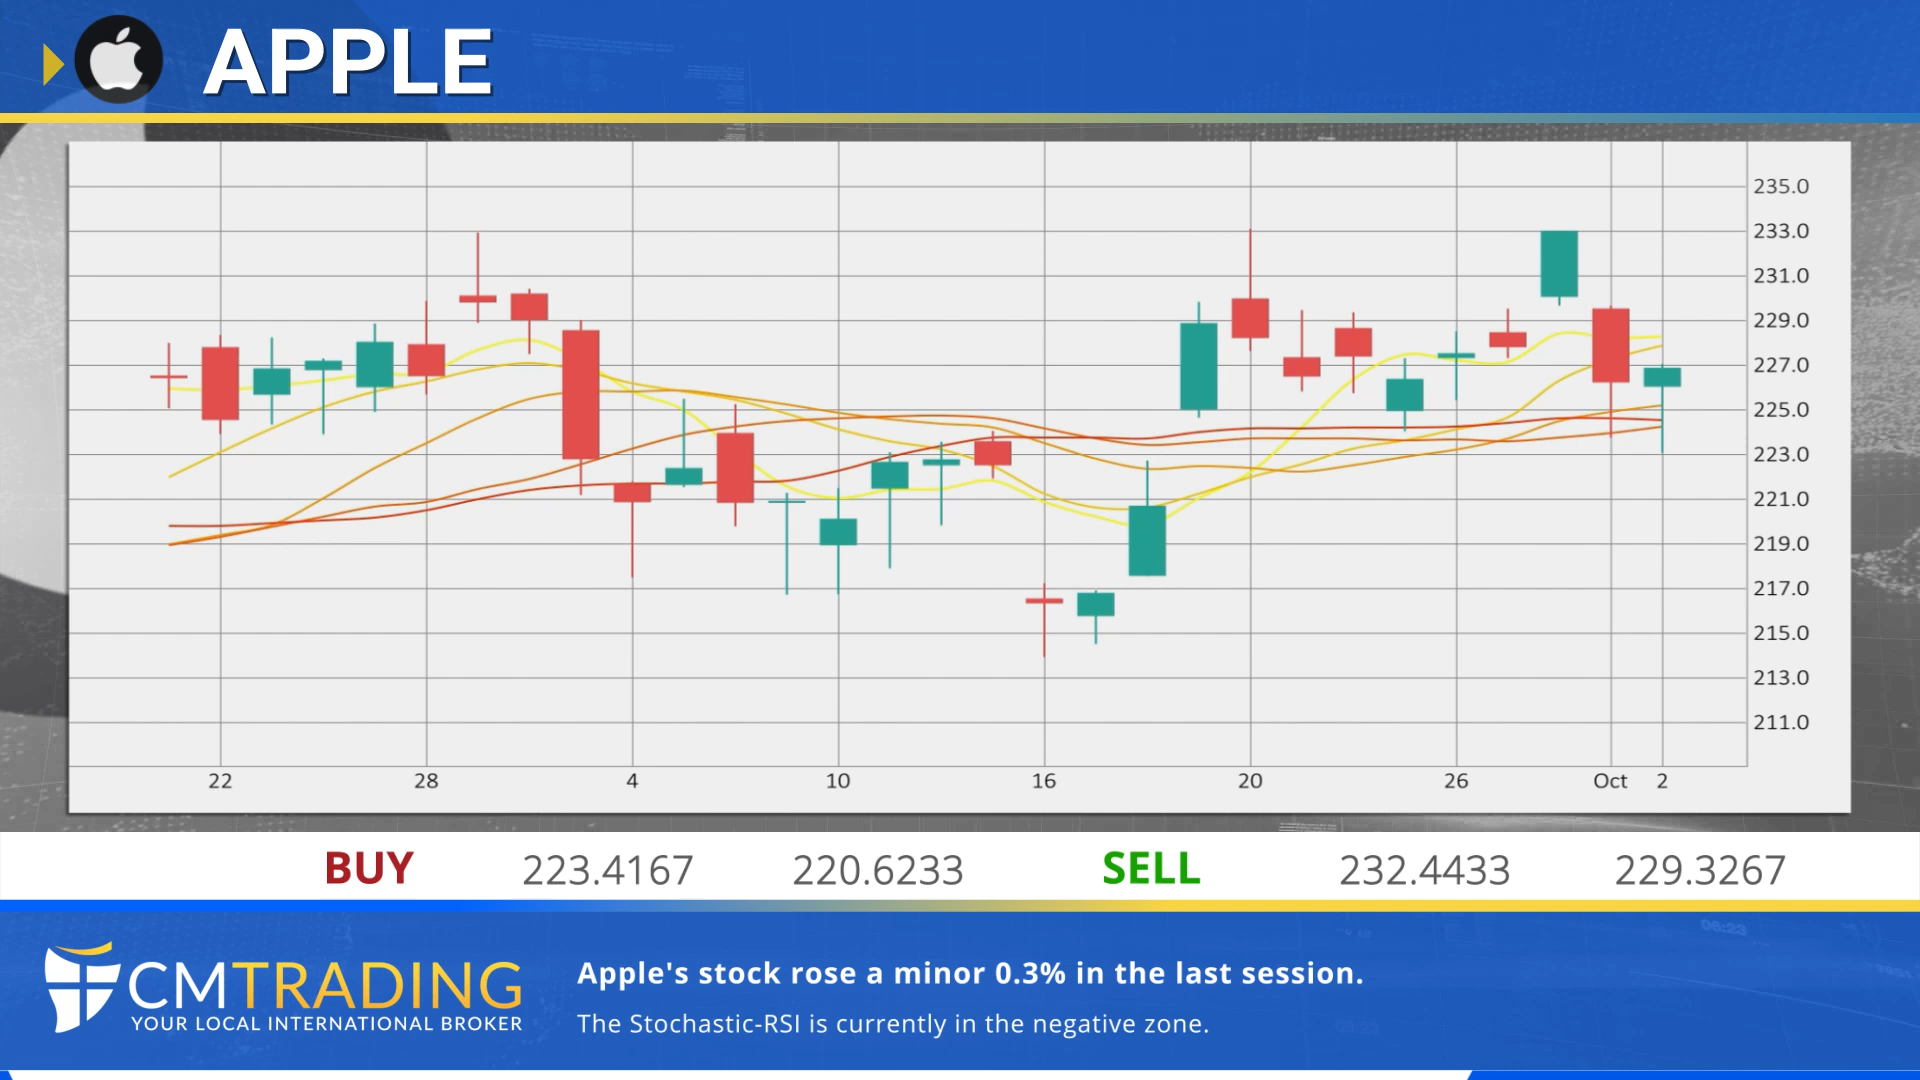 APPLE
235.0
233.0
231.0
229.0
227.0
225.0
223.0
221.0
219.0
217.0
215.0
213.0
211.0
22 28 4 10 16 20 26 Oct 2
BUY 223.4167 220.6233 SELL 232.4433 229.3267
CMTRADING
YOUR LOCAL INTERNATIONAL BROKER
Apple's stock rose a minor 0.3% in the last session.
The Stochastic-RSI is currently in the negative zone.